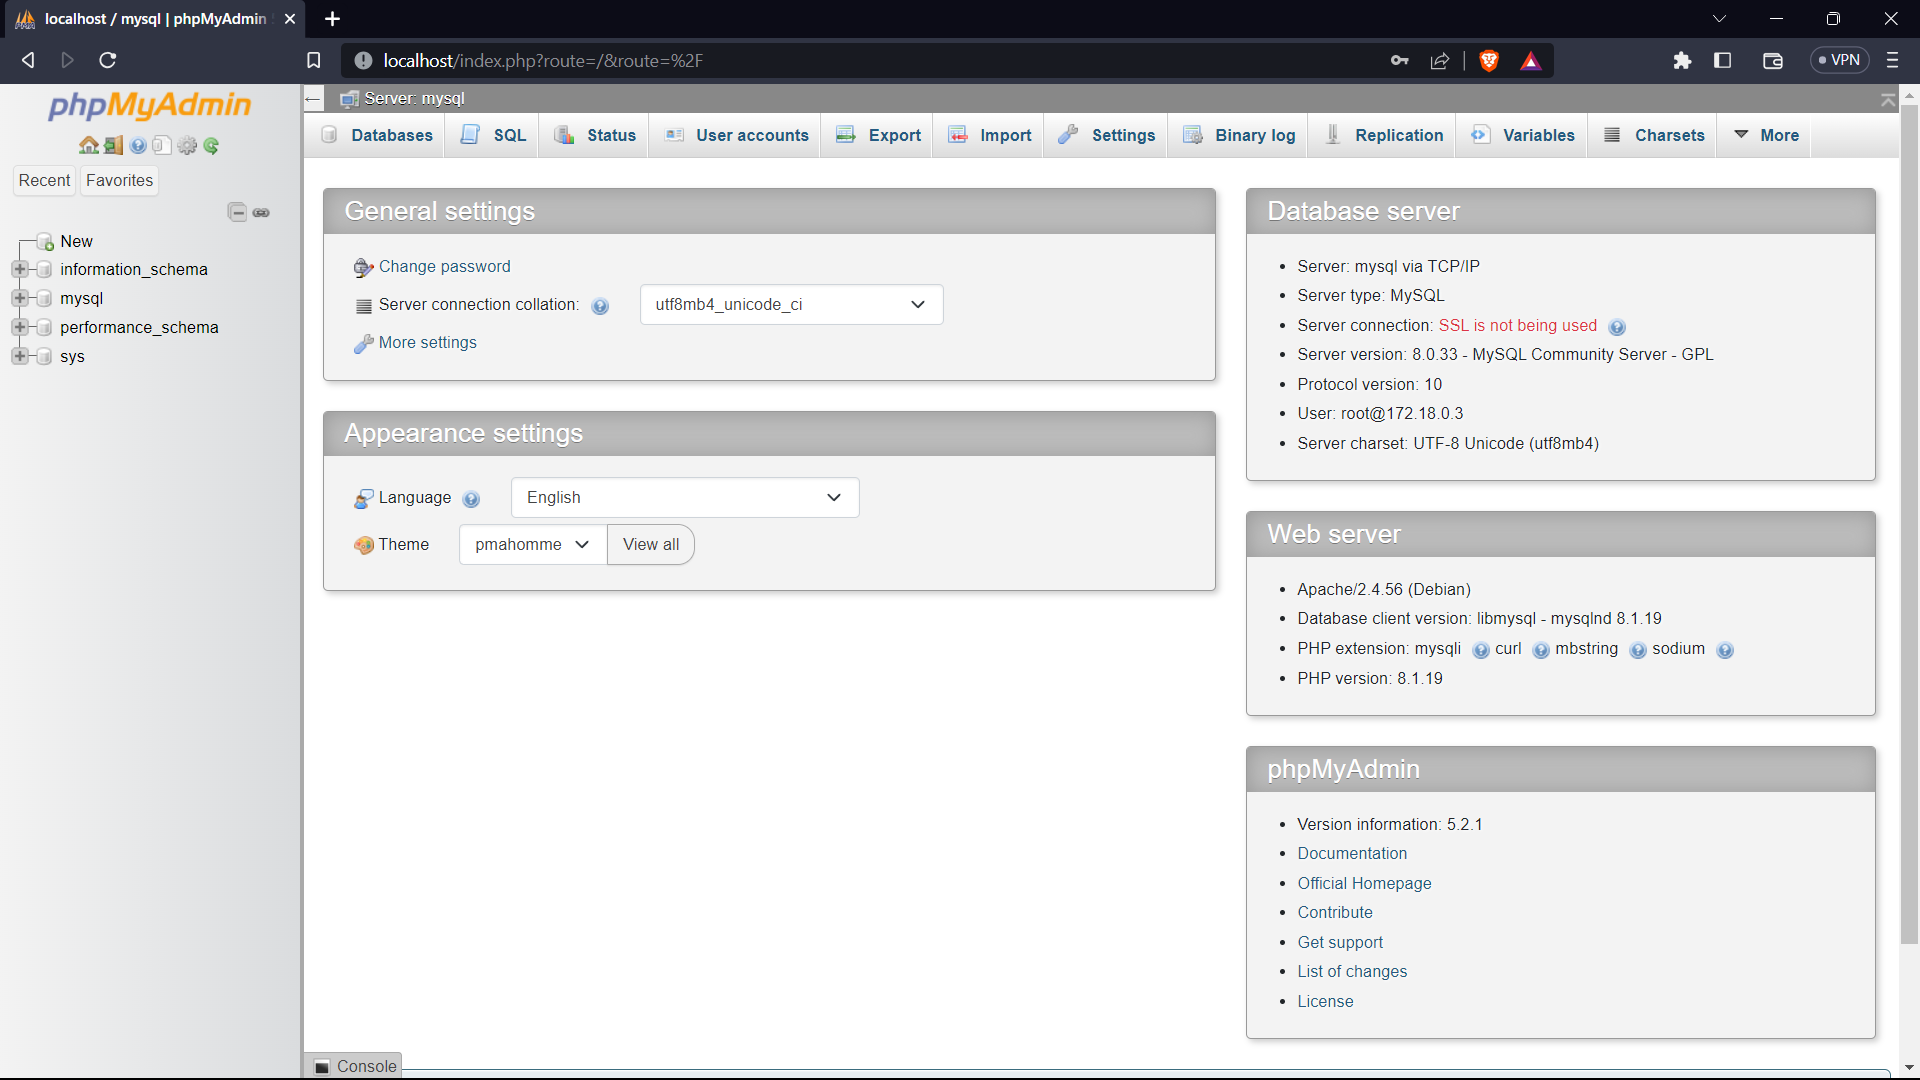 localhost / mysql | phpMyAdmin
localhost/index.php?route=/&route=%2F
VPN
phpMyAdmin
Recent Favorites
New
information_schema
mysql
performance_schema
sys
Server: mysql
Databases SQL Status User accounts Export Import Settings Binary log Replication Variables Charsets More
General settings
Change password
Server connection collation: utf8mb4_unicode_ci
More settings
Appearance settings
Language English
Theme pmahomme View all
Database server
• Server: mysql via TCP/IP
• Server type: MySQL
• Server connection: SSL is not being used
• Server version: 8.0.33 - MySQL Community Server - GPL
• Protocol version: 10
• User: root@172.18.0.3
• Server charset: UTF-8 Unicode (utf8mb4)
Web server
• Apache/2.4.56 (Debian)
• Database client version: libmysql - mysqlnd 8.1.19
• PHP extension: mysqli curl mbstring sodium
• PHP version: 8.1.19
phpMyAdmin
• Version information: 5.2.1
• Documentation
• Official Homepage
• Contribute
• Get support
• List of changes
• License
Console